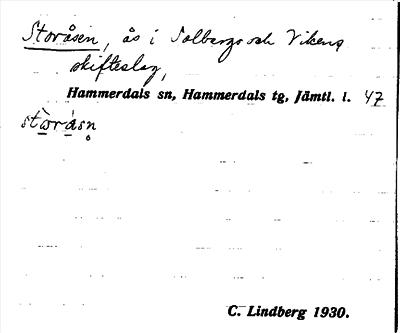 Storåsen, ås i Solbergs och Vikens
skifteslag,
Hammerdals sn, Hammerdals tg, Jämtl. l. 47
C. Lindberg 1930.